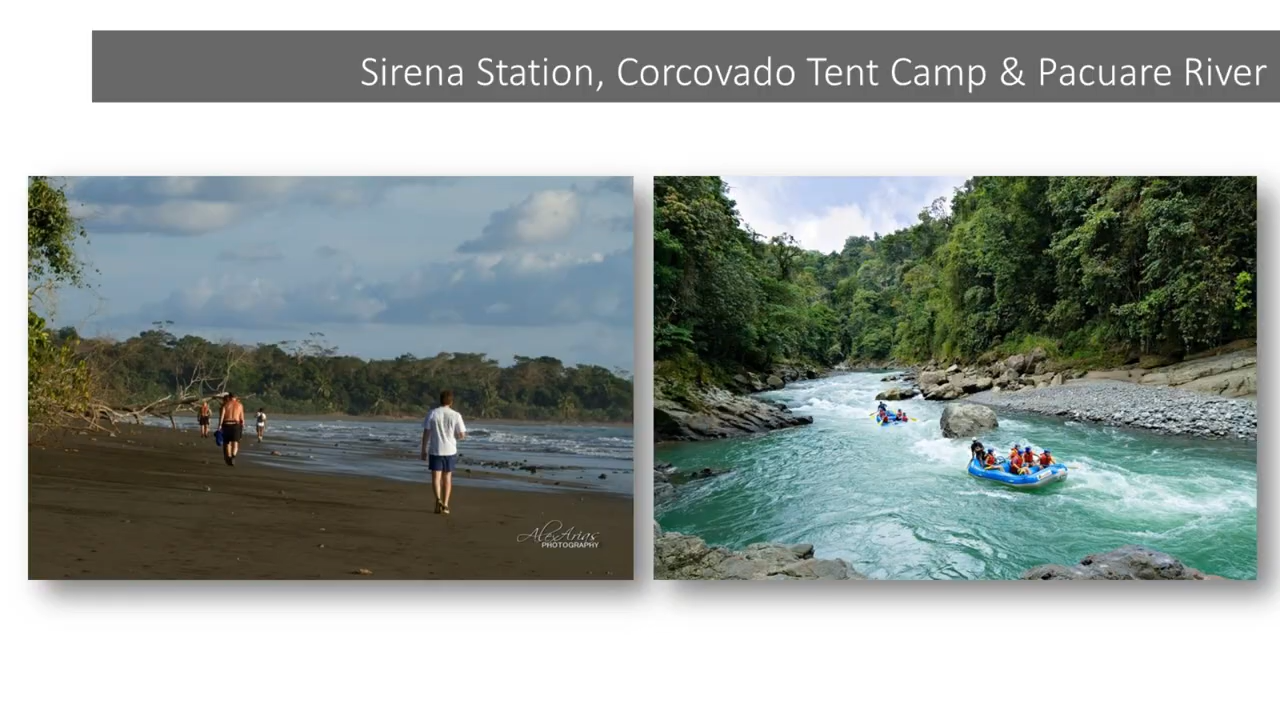 Sirena Station, Corcovado Tent Camp & Pacuare River
AlexArias
PHOTOGRAPHY